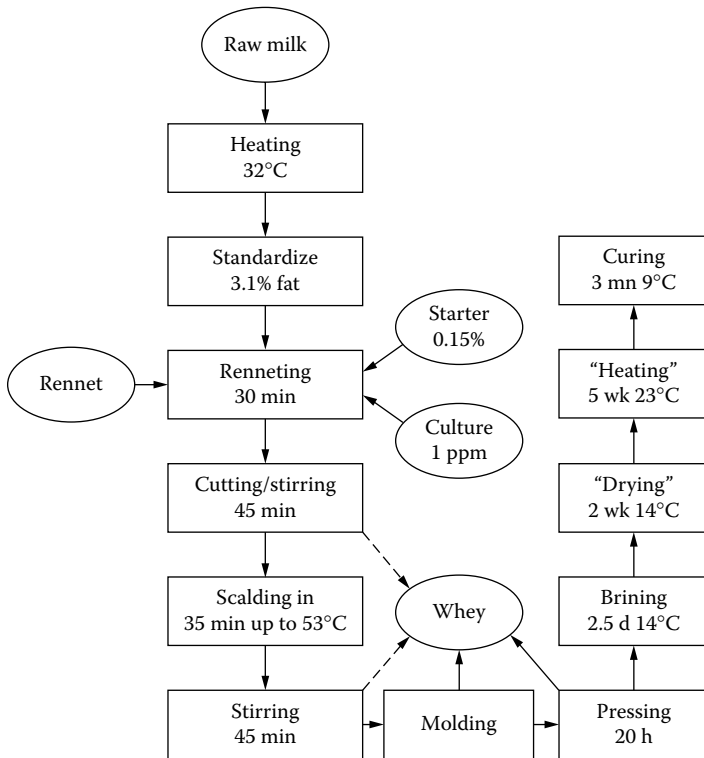 Raw milk
Heating
32°C
Standardize
3.1% fat
Starter
0.15%
Rennet
Renneting
30 min
Culture
1 ppm
Cutting/stirring
45 min
Scalding in
35 min up to 53°C
Whey
Stirring
45 min
Molding
Pressing
20 h
Brining
2.5 d 14°C
“Drying”
2 wk 14°C
“Heating”
5 wk 23°C
Curing
3 mn 9°C